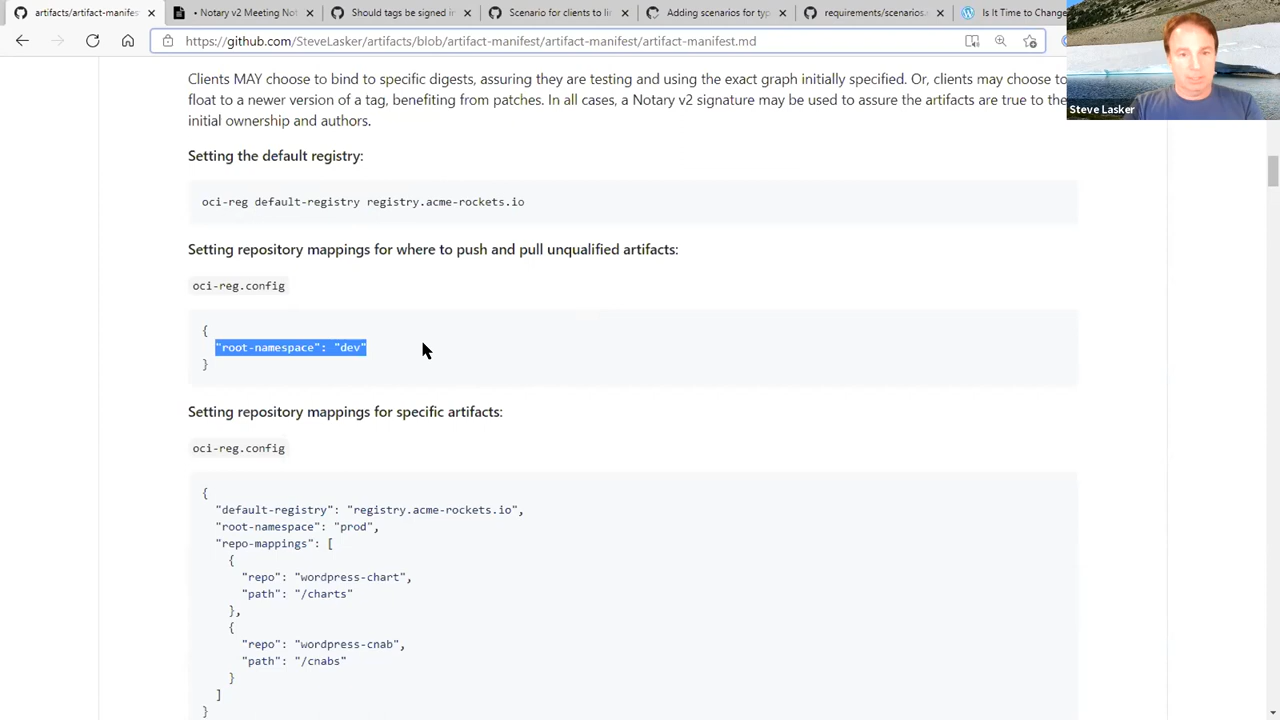 artifacts/artifact-manifes
• Notary v2 Meeting Not
Should tags be signed in
Scenario for clients to li
Adding scenarios for typ
requirements/scenarios.
Is It Time to Change
https://github.com/SteveLasker/artifacts/blob/artifact-manifest/artifact-manifest/artifact-manifest.md
Steve Lasker
Clients MAY choose to bind to specific digests, assuring they are testing and using the exact graph initially specified. Or, clients may choose to
float to a newer version of a tag, benefiting from patches. In all cases, a Notary v2 signature may be used to assure the artifacts are true to the
initial ownership and authors.
Setting the default registry:
oci-reg default-registry registry.acme-rockets.io
Setting repository mappings for where to push and pull unqualified artifacts:
oci-reg.config
{
"root-namespace": "dev"
}
Setting repository mappings for specific artifacts:
oci-reg.config
{
"default-registry": "registry.acme-rockets.io",
"root-namespace": "prod",
"repo-mappings": [
{
"repo": "wordpress-chart",
"path": "/charts"
},
{
"repo": "wordpress-cnab",
"path": "/cnabs"
}
]
}